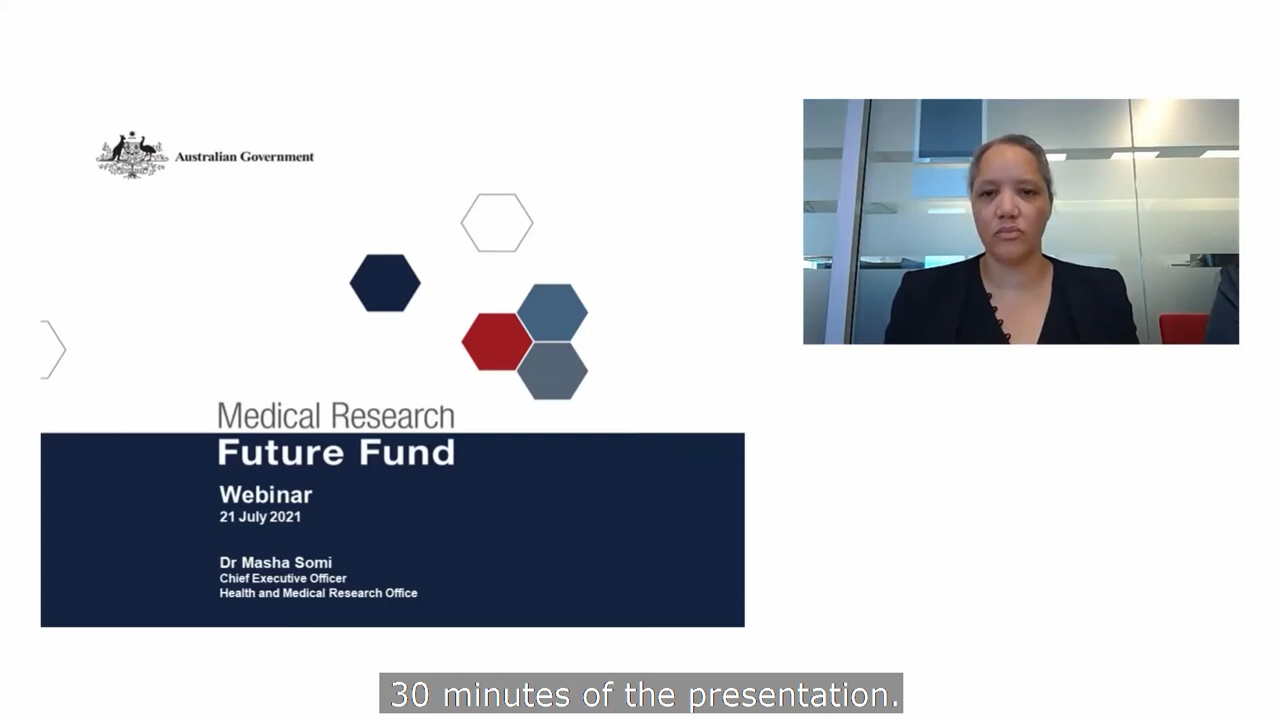 Australian Government
Medical Research
Future Fund
Webinar
21 July 2021
Dr Masha Somi
Chief Executive Officer
Health and Medical Research Office
30 minutes of the presentation.